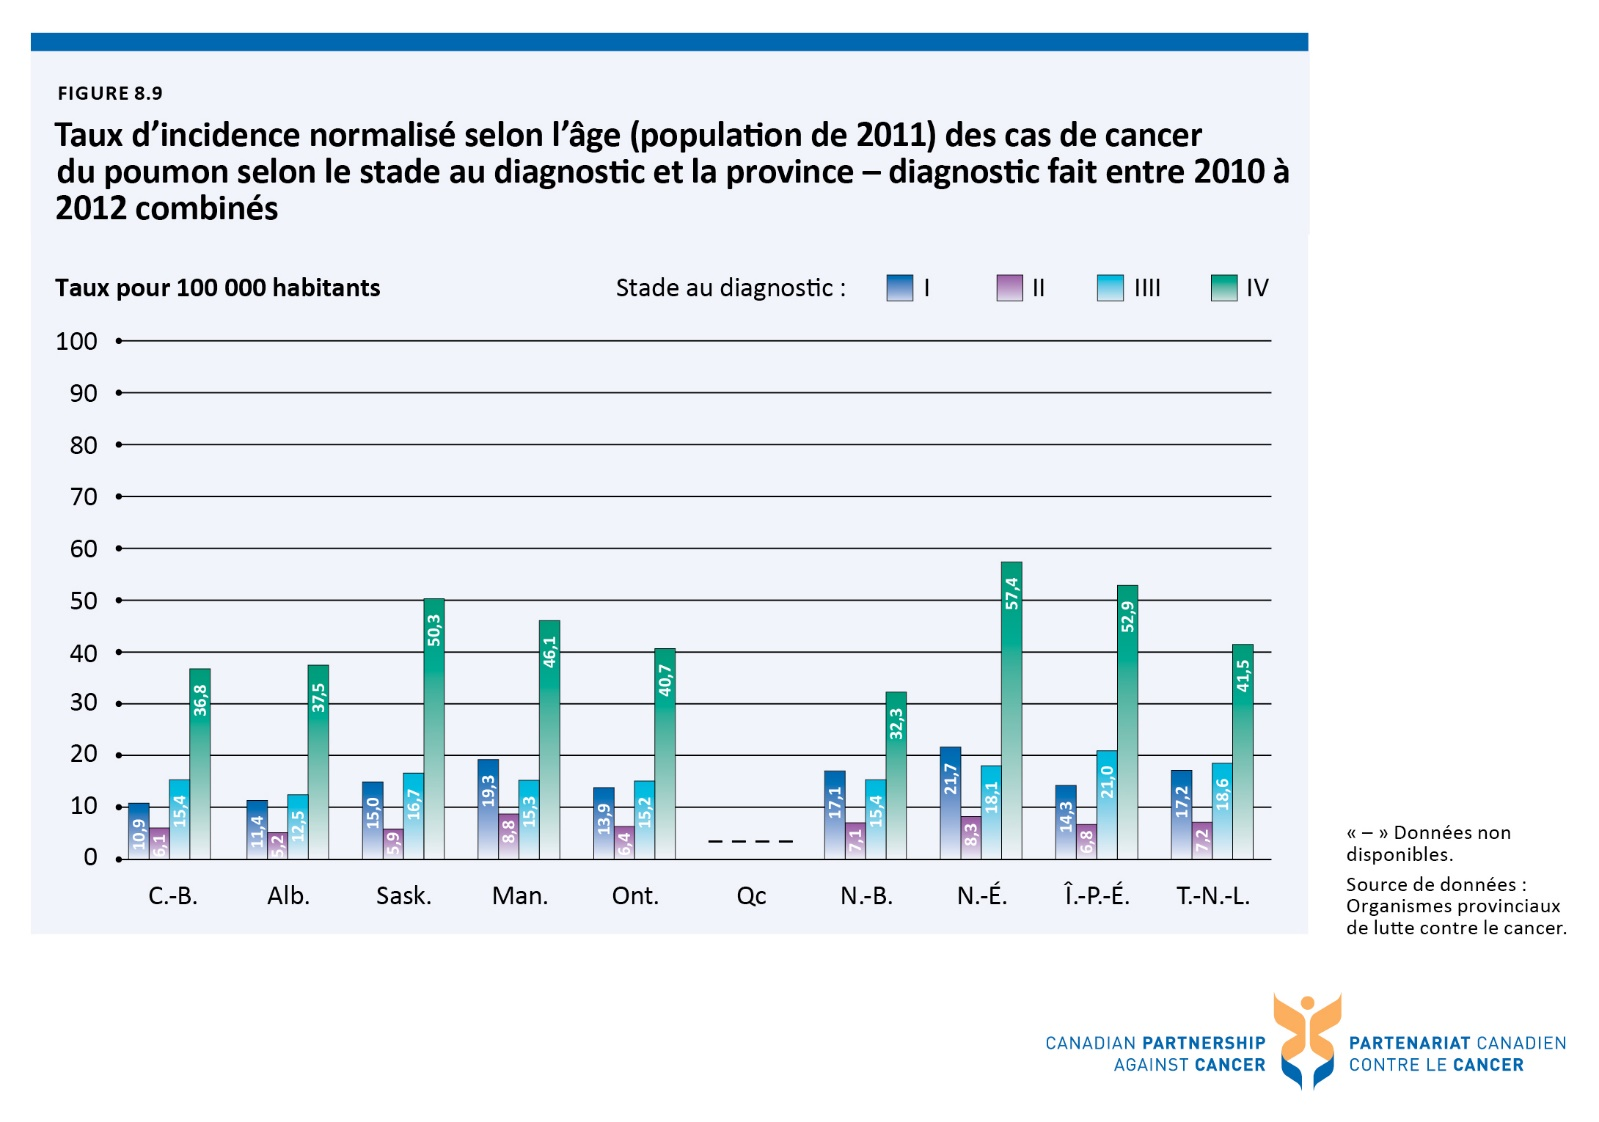 FIGURE 8.9
Taux d’incidence normalisé selon l’âge (population de 2011) des cas de cancer
du poumon selon le stade au diagnostic et la province – diagnostic fait entre 2010 à
2012 combinés
Taux pour 100 000 habitants
Stade au diagnostic : I II IIII IV
100
90
80
70
60
50
40
30
20
10
0
10,9 6,1 15,4 36,8
11,4 5,2 12,5 37,5
15,0 5,9 16,7 50,3
19,3 8,8 15,3 46,1
13,9 6,4 15,2 40,7
– – – –
17,1 7,1 15,4 32,3
21,7 8,3 18,1 57,4
14,3 6,8 21,0 52,9
17,2 7,2 18,6 41,5
C.-B. Alb. Sask. Man. Ont. Qc N.-B. N.-É. Î.-P.-É. T.-N.-L.
« – » Données non
disponibles.
Source de données :
Organismes provinciaux
de lutte contre le cancer.
CANADIAN PARTNERSHIP
AGAINST CANCER
PARTENARIAT CANADIEN
CONTRE LE CANCER